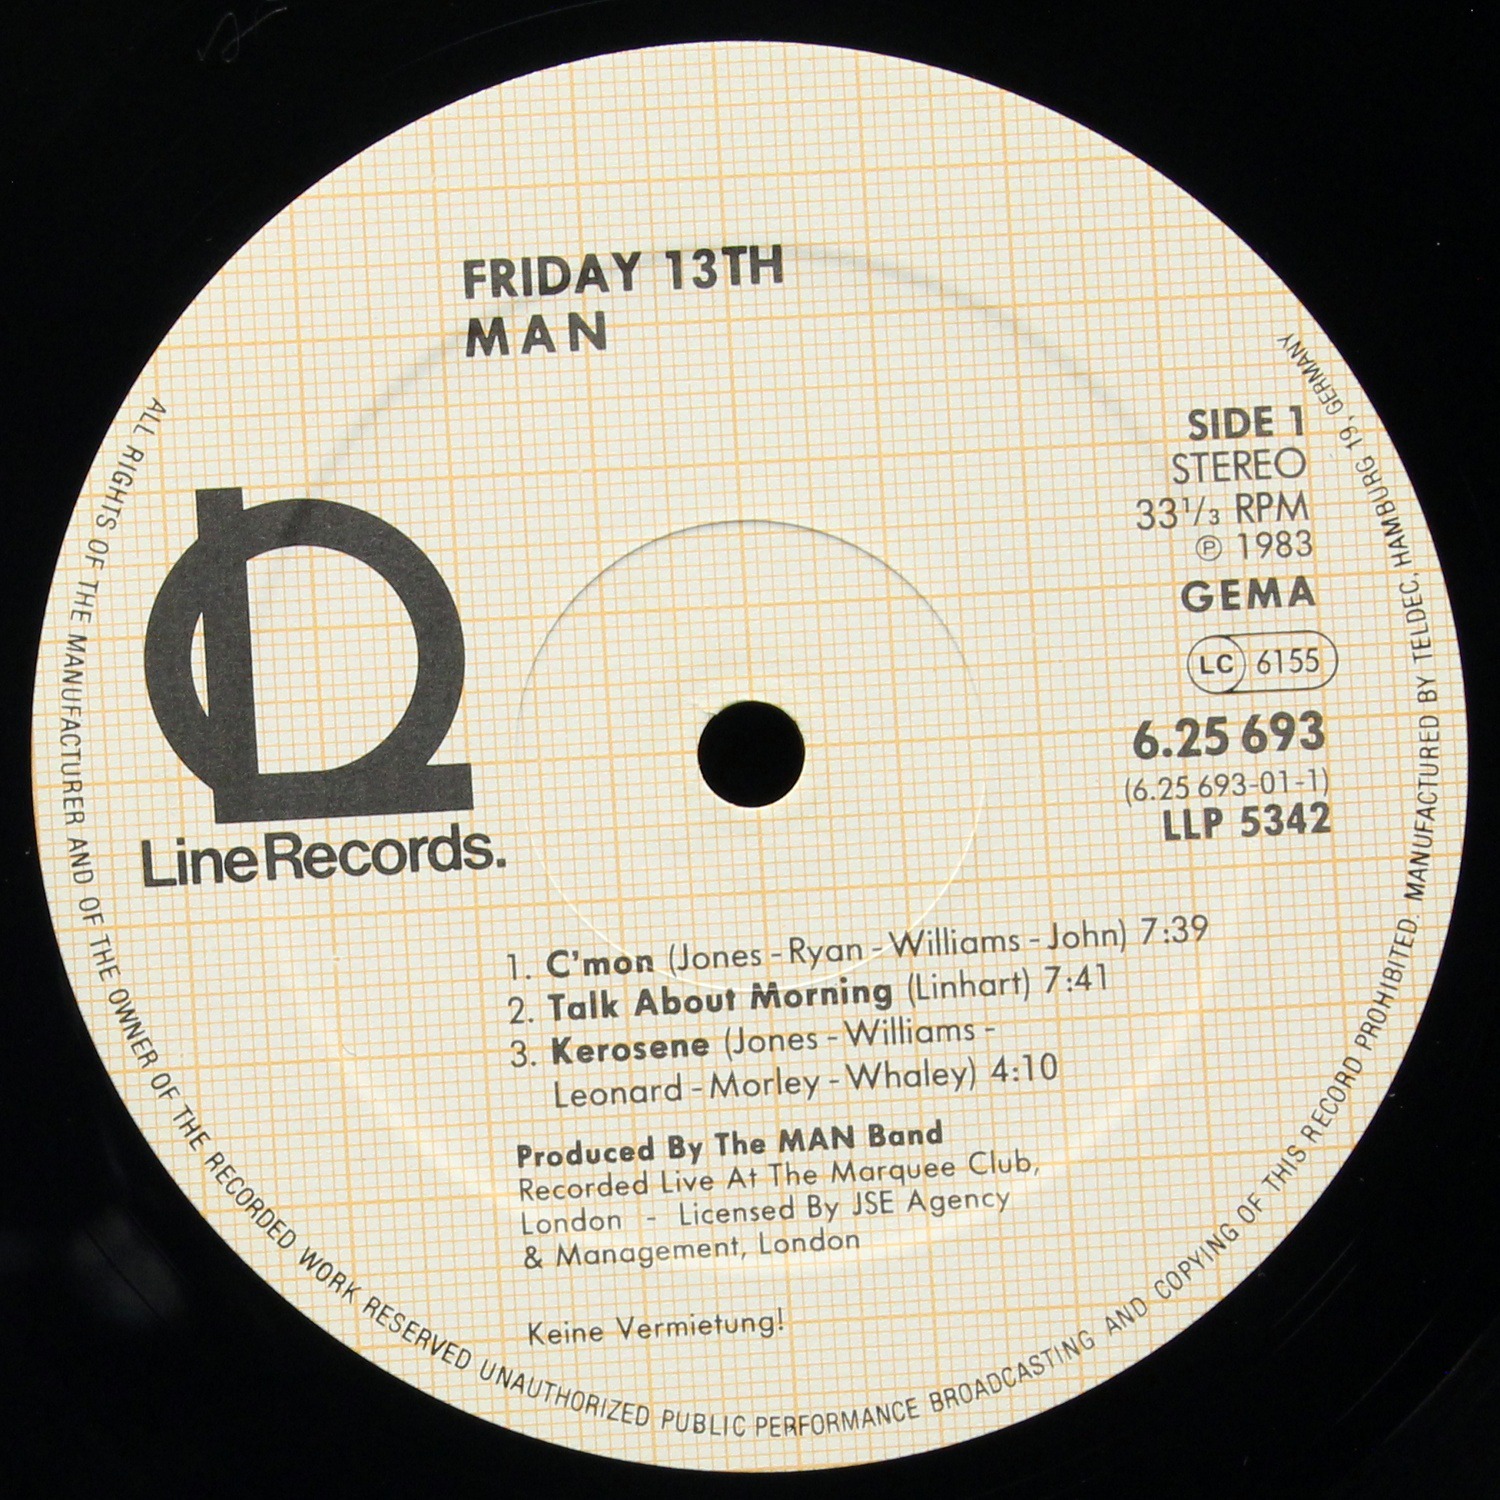 FRIDAY 13TH
MAN
SIDE 1
STEREO
33 1/3 RPM
℗ 1983
GEMA
LC 6155
6.25 693
(6.25 693-01-1)
LLP 5342
Line Records.
1. C'mon (Jones - Ryan - Williams - John) 7:39
2. Talk About Morning (Linhart) 7:41
3. Kerosene (Jones - Williams -
Leonard - Morley - Whaley) 4:10
Produced By The MAN Band
Recorded Live At The Marquee Club,
London - Licensed By JSE Agency
& Management, London
Keine Vermietung!
ALL RIGHTS OF THE MANUFACTURER AND OF THE OWNER OF THE RECORDED WORK RESERVED UNAUTHORIZED PUBLIC PERFORMANCE BROADCASTING AND COPYING OF THIS RECORD PROHIBITED. MANUFACTURED BY TELDEC, HAMBURG 19, GERMANY